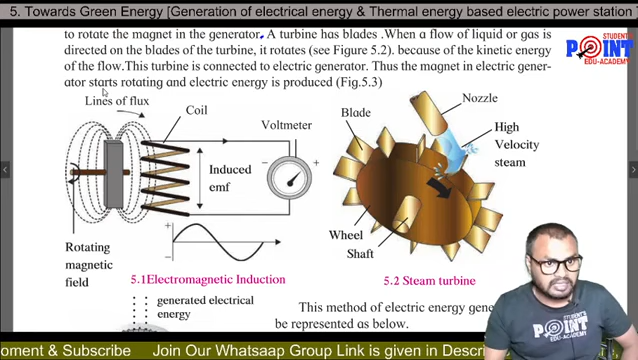 5. Towards Green Energy [Generation of electrical energy & Thermal energy based electric power station
to rotate the magnet in the generator. A turbine has blades .When a flow of liquid or gas is
directed on the blades of the turbine, it rotates (see Figure 5.2). because of the kinetic energy
of the flow.This turbine is connected to electric generator. Thus the magnet in electric gener-
ator starts rotating and electric energy is produced (Fig.5.3)
STUDENT'S
POINT
EDU-ACADEMY
Lines of flux
Coil
Voltmeter
- +
Induced
emf
+
-
Rotating
magnetic
field
5.1Electromagnetic Induction
Nozzle
Blade
High
Velocity
steam
Wheel
Shaft
5.2 Steam turbine
generated electrical
energy
This method of electric energy gene
be represented as below.
STUDENT'S
POINT
EDU-ACADEMY
oment & Subscribe Join Our Whatsaap Group Link is given in Descr